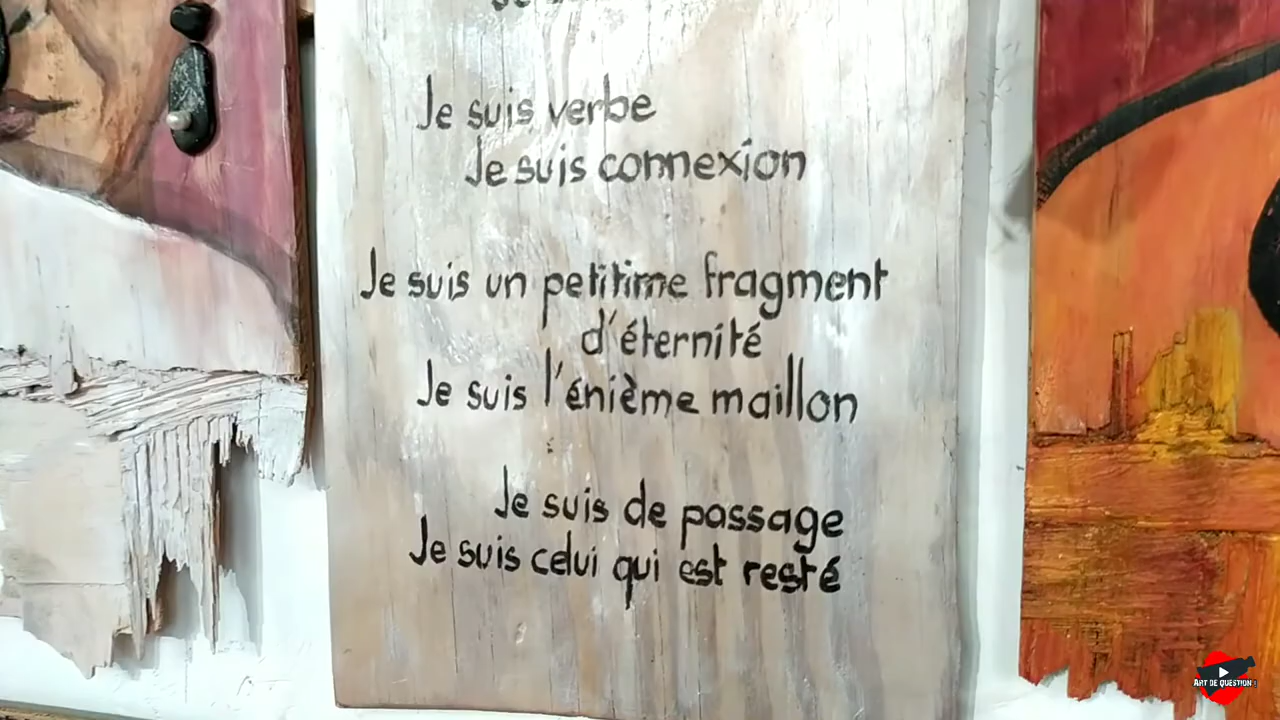 Je suis verbe
Je suis connexion
Je suis un petitime fragment
d'éternité
Je suis l'énième maillon
Je suis de passage
Je suis celui qui est resté
ART DE QUESTION